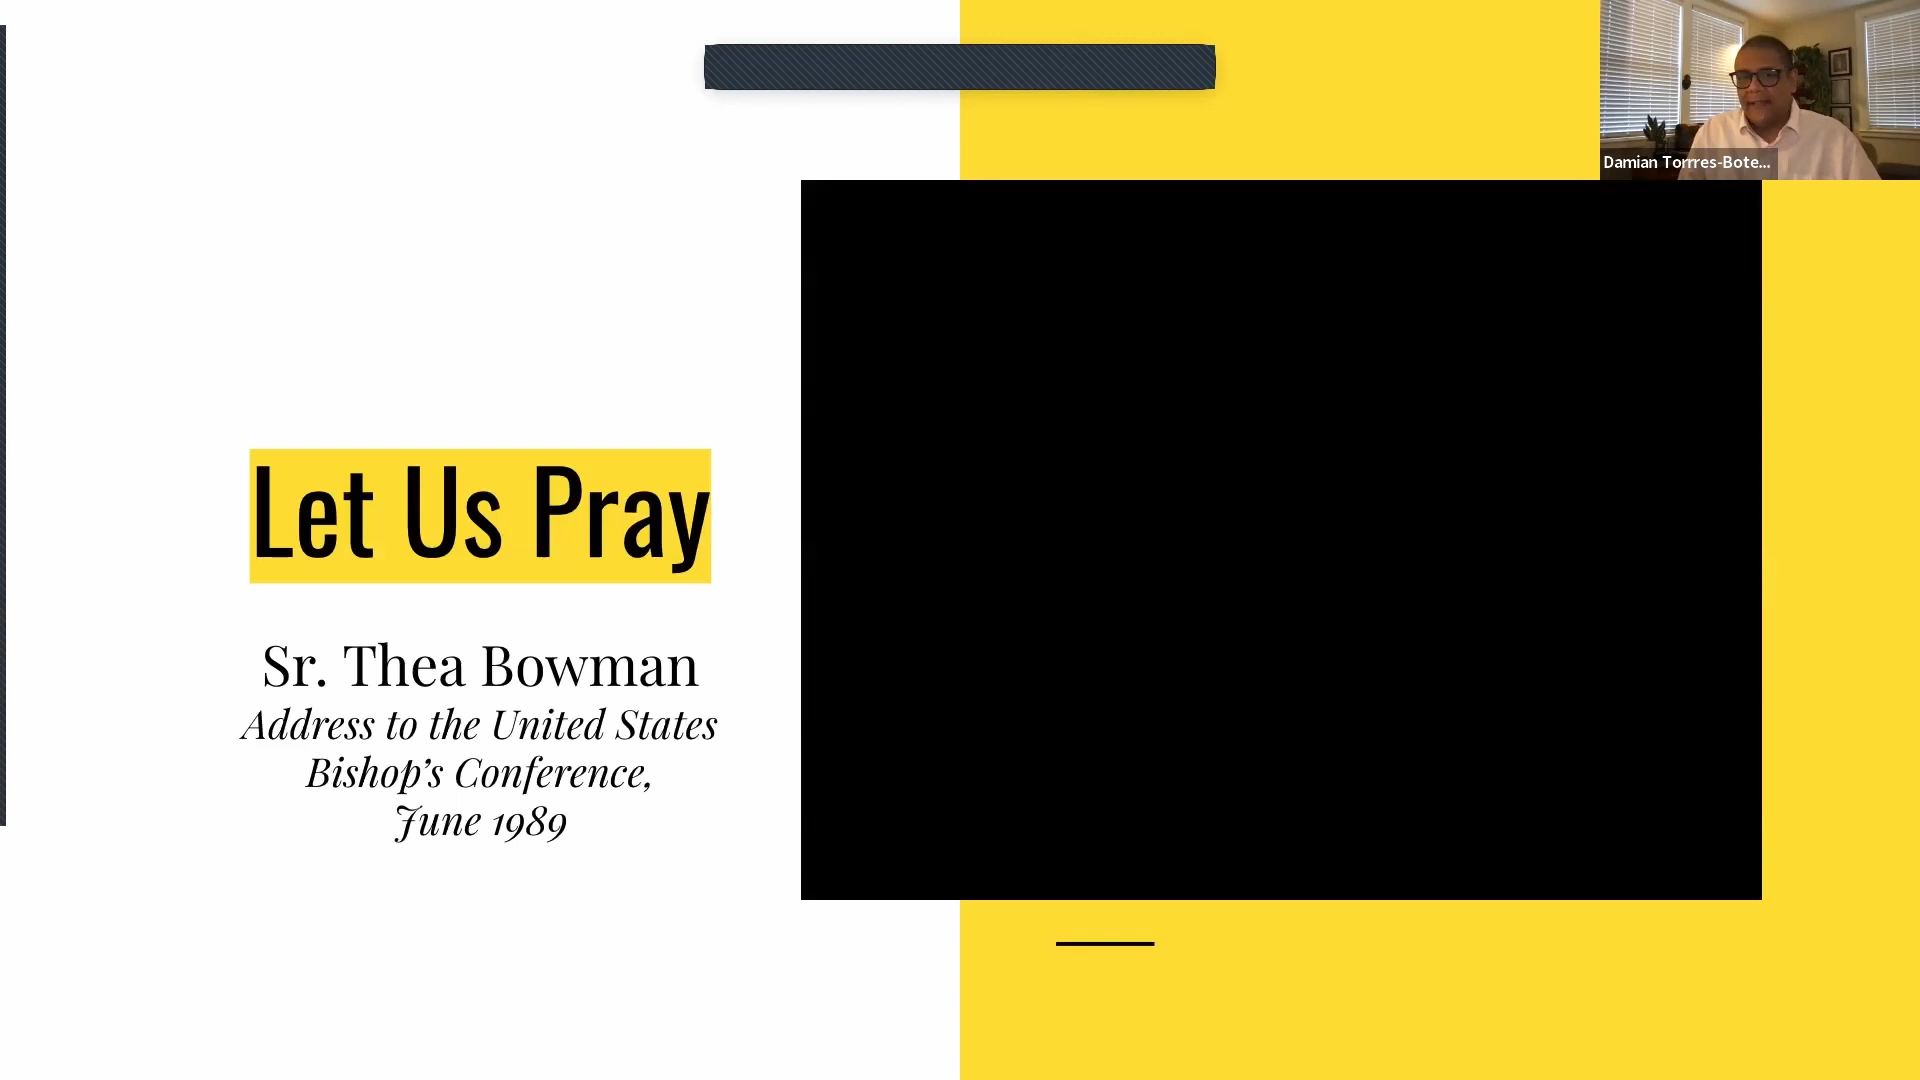 Damian Torrres-Bote...
Let Us Pray
Sr. Thea Bowman
Address to the United States
Bishop’s Conference,
June 1989